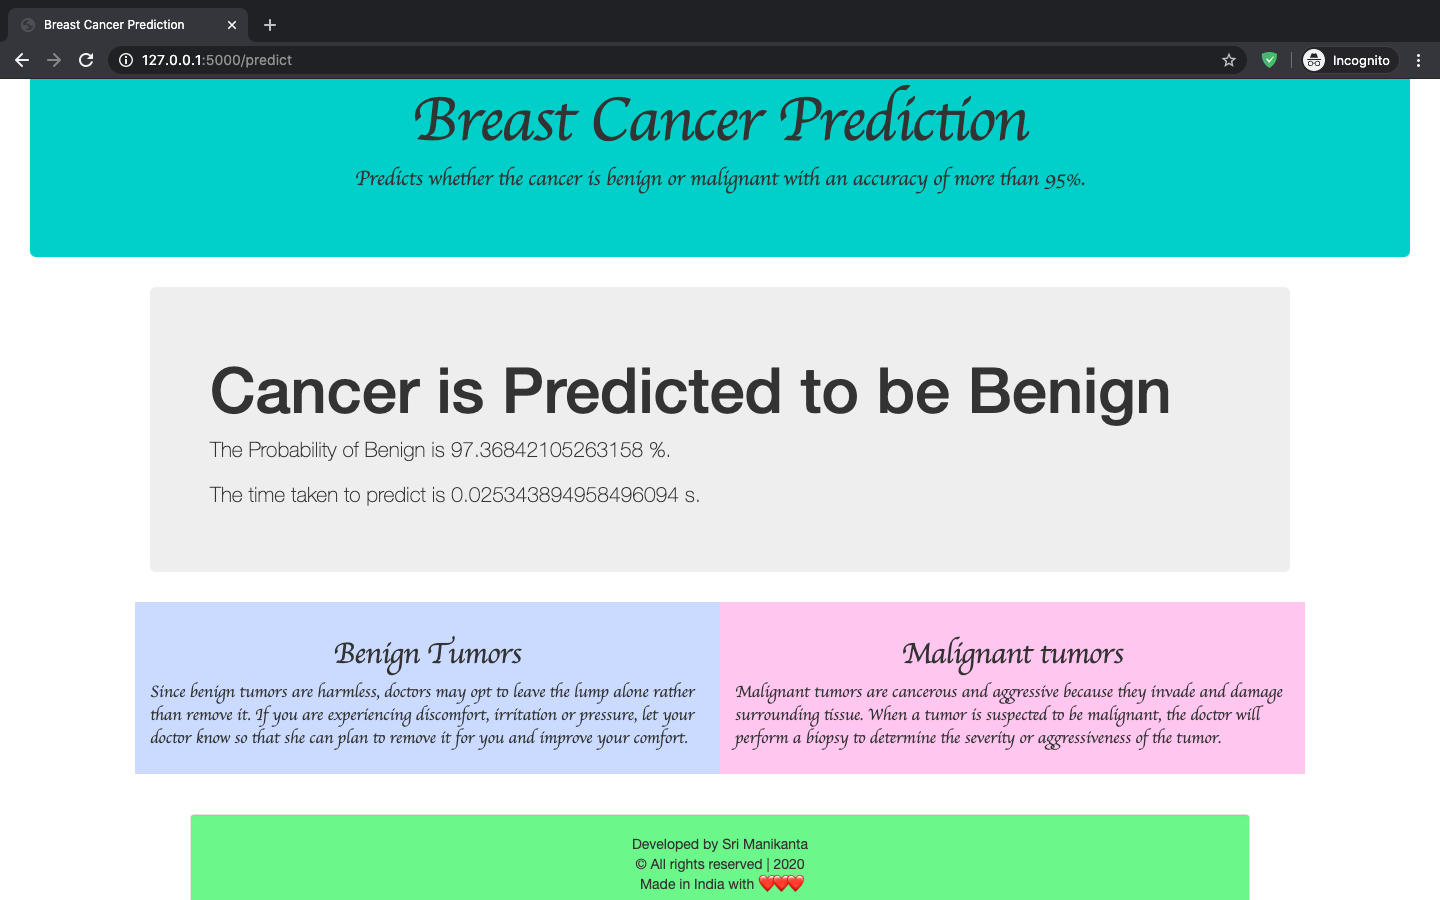 Breast Cancer Prediction
127.0.0.1:5000/predict
Incognito
Breast Cancer Prediction
Predicts whether the cancer is benign or malignant with an accuracy of more than 95%.
Cancer is Predicted to be Benign
The Probability of Benign is 97.36842105263158 %.
The time taken to predict is 0.025343894958496094 s.
Benign Tumors
Since benign tumors are harmless, doctors may opt to leave the lump alone rather
than remove it. If you are experiencing discomfort, irritation or pressure, let your
doctor know so that she can plan to remove it for you and improve your comfort.
Malignant tumors
Malignant tumors are cancerous and aggressive because they invade and damage
surrounding tissue. When a tumor is suspected to be malignant, the doctor will
perform a biopsy to determine the severity or aggressiveness of the tumor.
Developed by Sri Manikanta
© All rights reserved | 2020
Made in India with ❤️❤️❤️